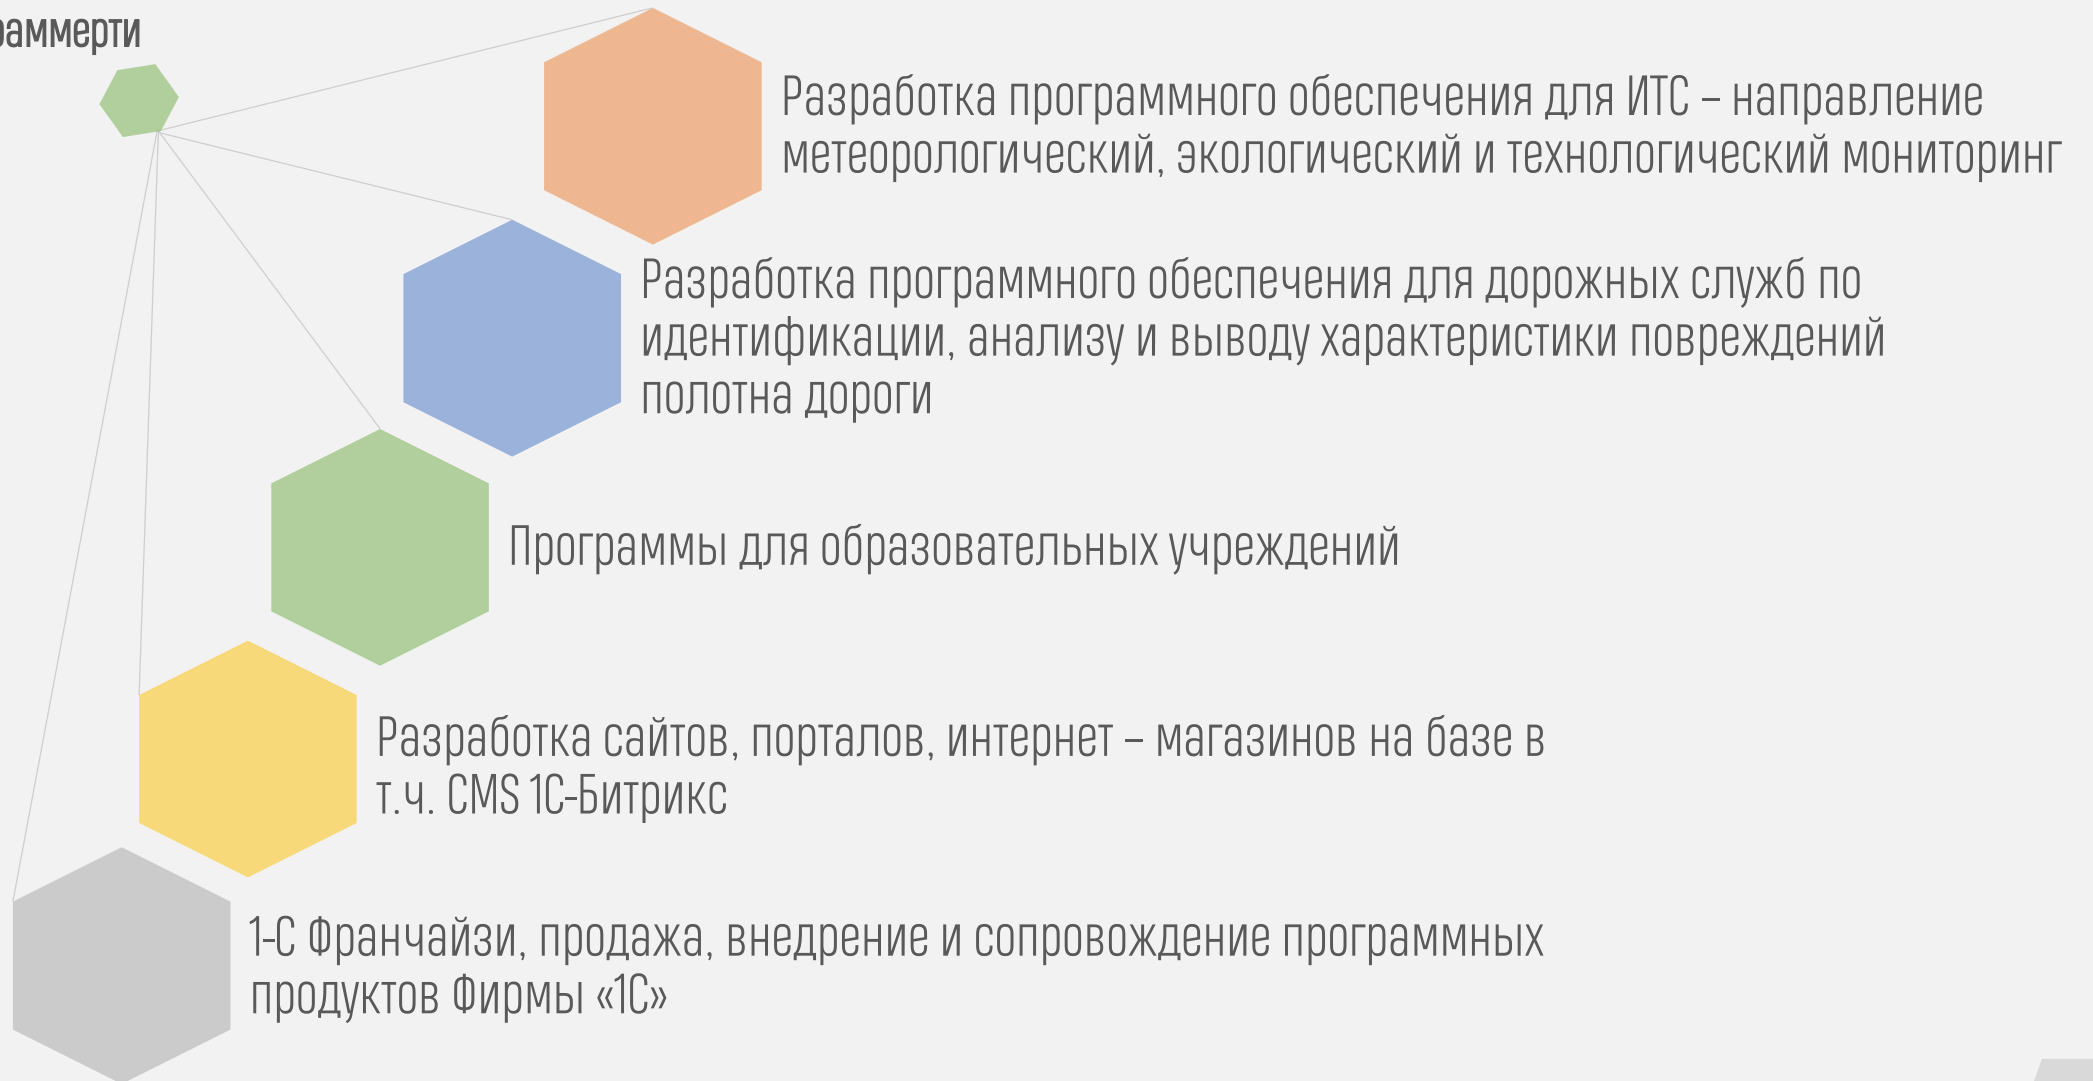 Разработка программного обеспечения для ИТС – направление
метеорологический, экологический и технологический мониторинг
Разработка программного обеспечения для дорожных служб по
идентификации, анализу и выводу характеристики повреждений
полотна дороги
Программы для образовательных учреждений
Разработка сайтов, порталов, интернет – магазинов на базе в
т.ч. CMS 1С-Битрикс
1-С Франчайзи, продажа, внедрение и сопровождение программных
продуктов Фирмы «1С»